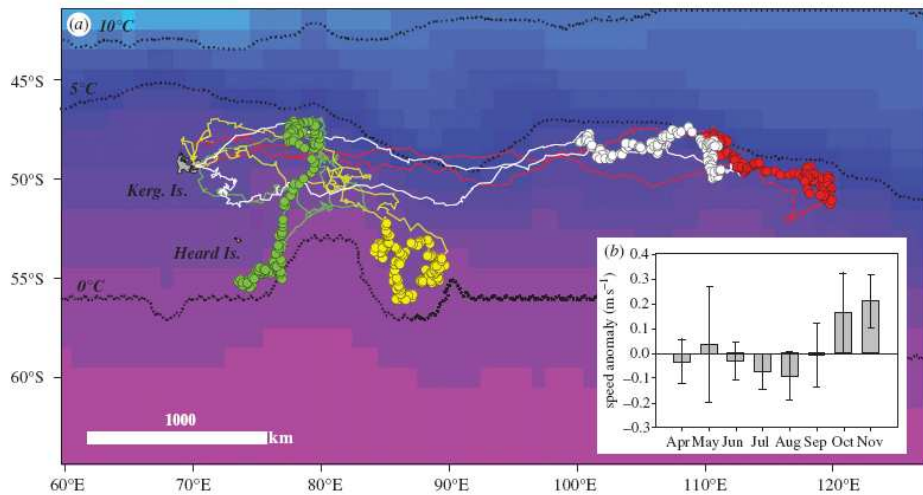 (a)
10°C
45°S
5°C
50°S
Kerg. Is.
Heard Is.
55°S
0°C
60°S
1000
km
60°E 70°E 80°E 90°E 100°E 110°E 120°E
(b)
speed anomaly (m s⁻¹)
0.4
0.3
0.2
0.1
0.0
−0.1
−0.2
−0.3
Apr May Jun Jul Aug Sep Oct Nov